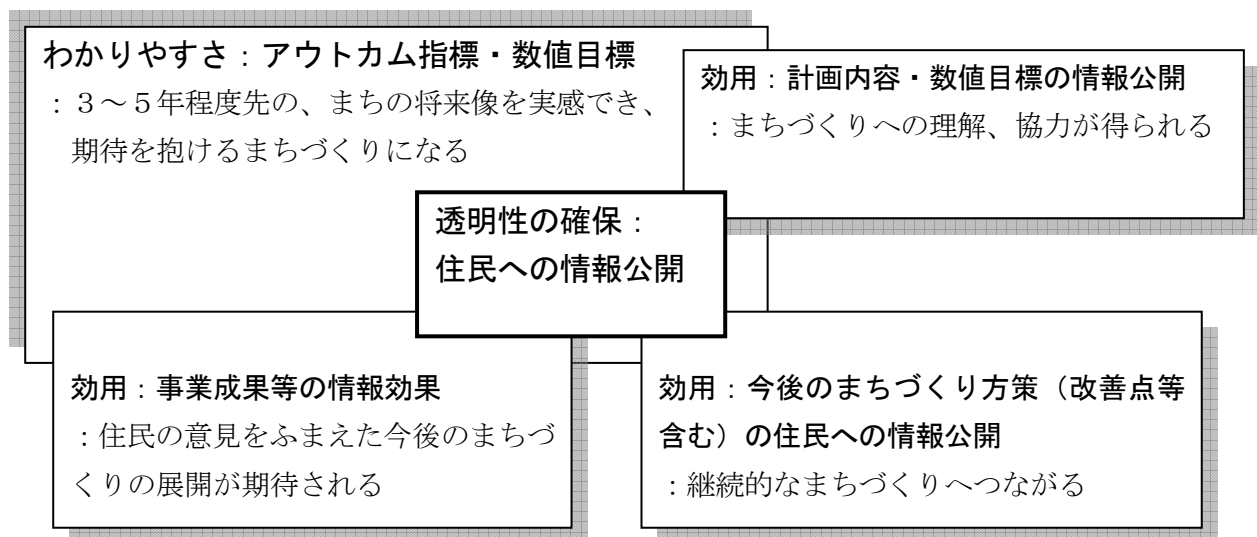 わかりやすさ：アウトカム指標・数値目標
：３～５年程度先の、まちの将来像を実感でき、
期待を抱けるまちづくりになる
効用：計画内容・数値目標の情報公開
：まちづくりへの理解、協力が得られる
透明性の確保：
住民への情報公開
効用：事業成果等の情報効果
：住民の意見をふまえた今後のまちづ
くりの展開が期待される
効用：今後のまちづくり方策（改善点等
含む）の住民への情報公開
：継続的なまちづくりへつながる